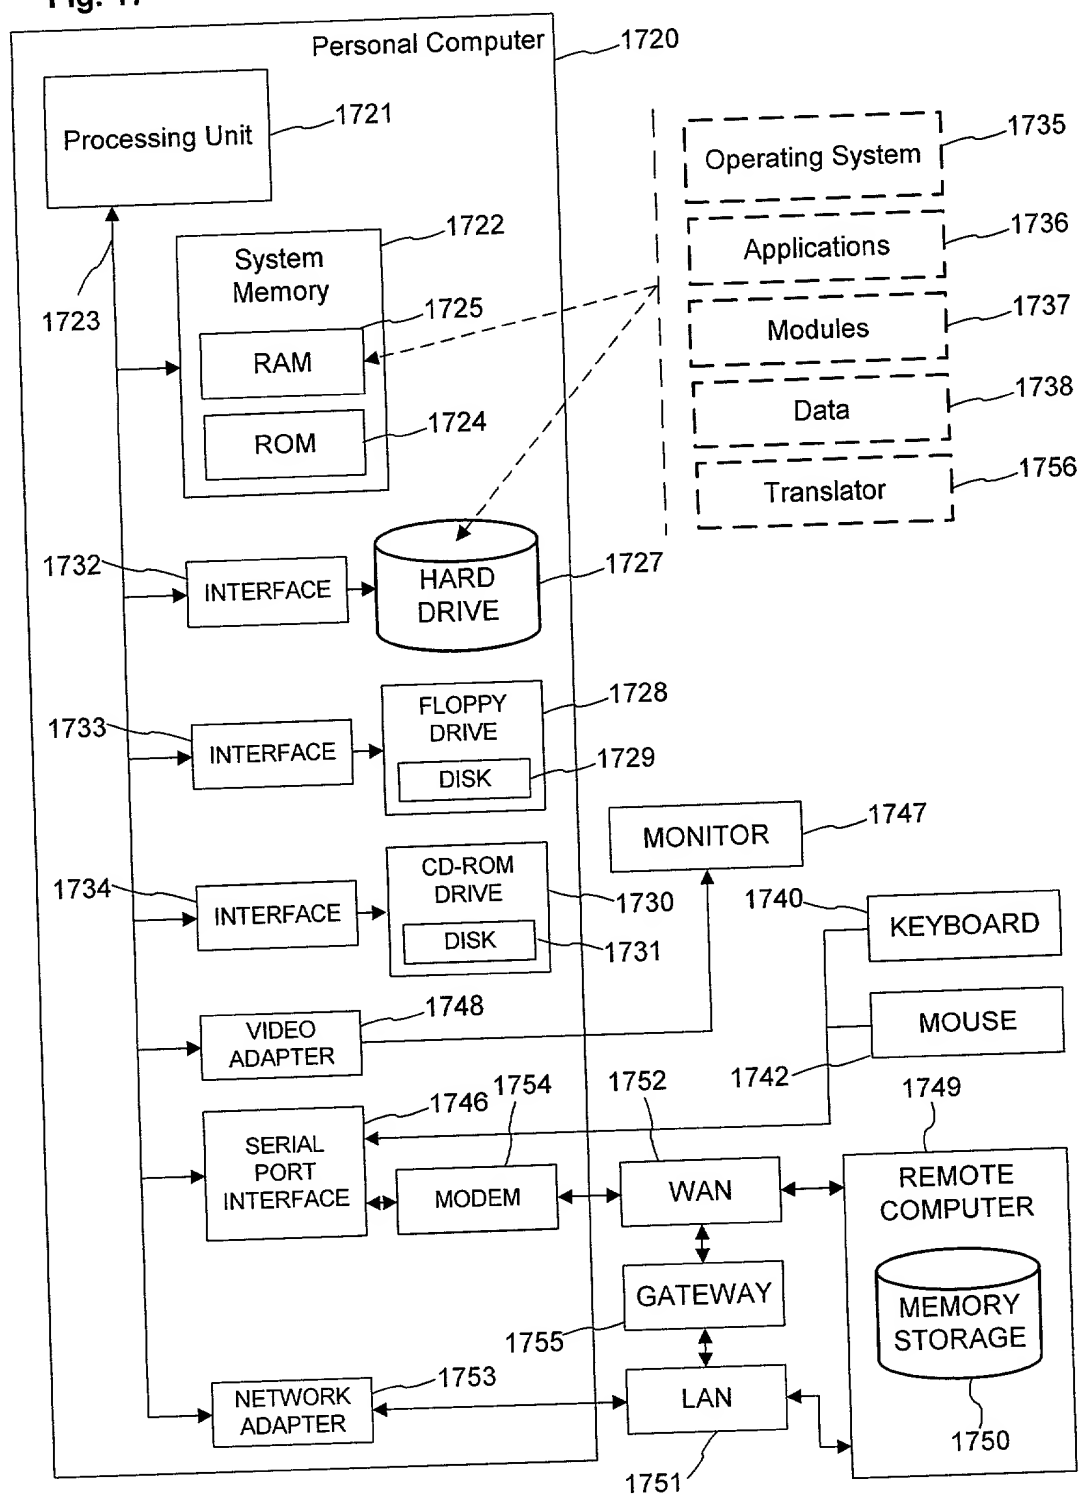 Personal Computer
1720
Processing Unit
1721
1723
System
Memory
1722
1725
RAM
1724
ROM
Operating System
1735
Applications
1736
Modules
1737
Data
1738
Translator
1756
1732
INTERFACE
HARD
DRIVE
1727
1733
INTERFACE
FLOPPY
DRIVE
1728
DISK
1729
1734
INTERFACE
CD-ROM
DRIVE
1730
DISK
1731
MONITOR
1747
1740
KEYBOARD
MOUSE
1742
VIDEO
ADAPTER
1748
SERIAL
PORT
INTERFACE
1746
1754
MODEM
1752
WAN
1749
REMOTE
COMPUTER
GATEWAY
1755
MEMORY
STORAGE
1750
NETWORK
ADAPTER
1753
LAN
1751